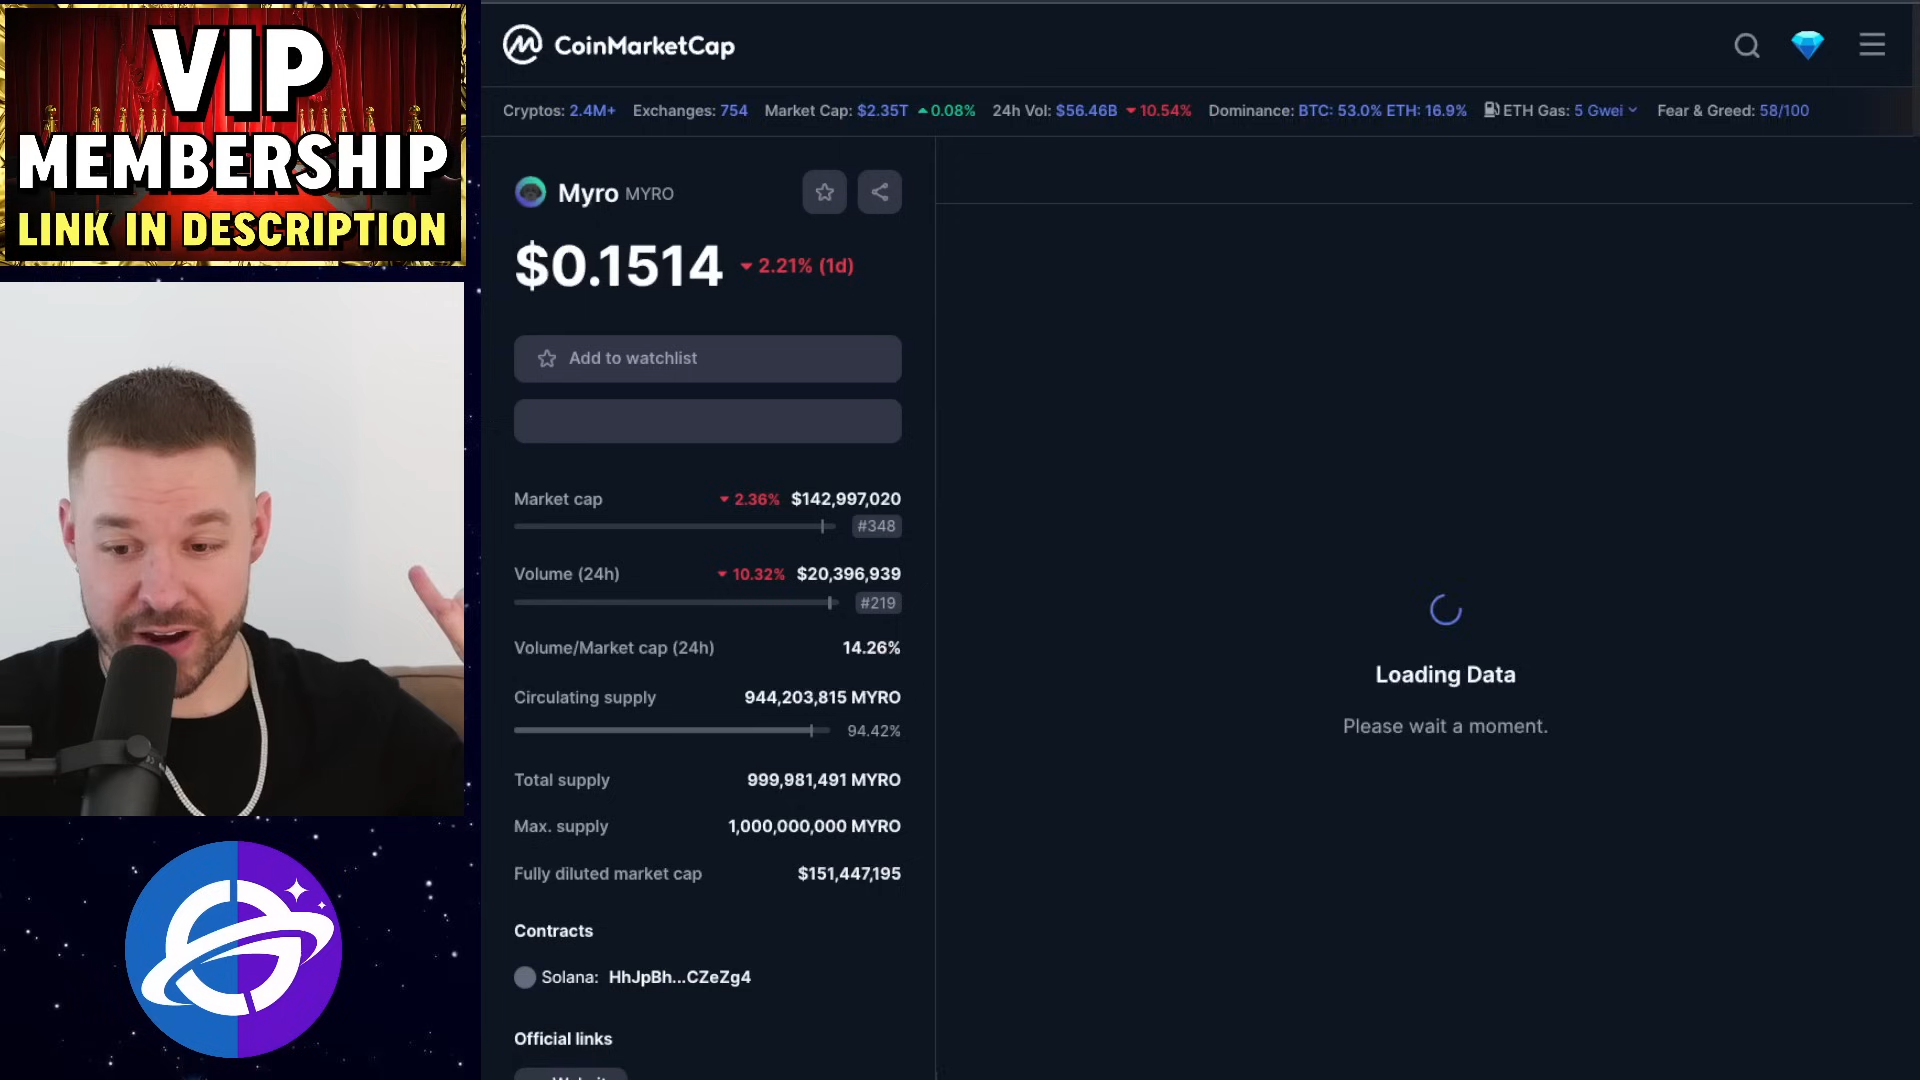 VIP
MEMBERSHIP
LINK IN DESCRIPTION
CoinMarketCap
Cryptos: 2.4M+ Exchanges: 754 Market Cap: $2.35T 0.08% 24h Vol: $56.46B 10.54% Dominance: BTC: 53.0% ETH: 16.9% ETH Gas: 5 Gwei Fear & Greed: 58/100
Myro MYRO
$0.1514 2.21% (1d)
Add to watchlist
Market cap 2.36% $142,997,020
#348
Volume (24h) 10.32% $20,396,939
#219
Volume/Market cap (24h) 14.26%
Circulating supply 944,203,815 MYRO
94.42%
Total supply 999,981,491 MYRO
Max. supply 1,000,000,000 MYRO
Fully diluted market cap $151,447,195
Contracts
Solana: HhJpBh...CZeZg4
Official links
Website
Loading Data
Please wait a moment.